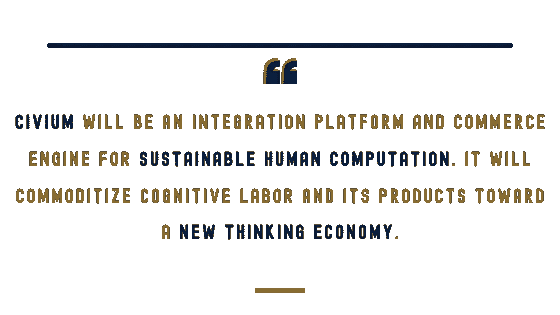 “
CIVIUM WILL BE AN INTEGRATION PLATFORM AND COMMERCE
ENGINE FOR SUSTAINABLE HUMAN COMPUTATION. IT WILL
COMMODITIZE COGNITIVE LABOR AND ITS PRODUCTS TOWARD
A NEW THINKING ECONOMY.